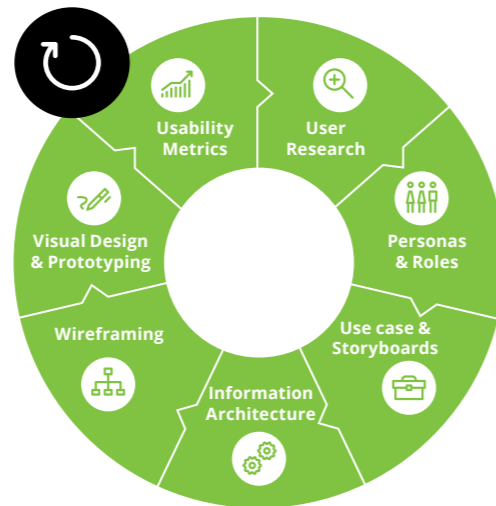 Usability
Metrics
User
Research
Personas
& Roles
Use case &
Storyboards
Information
Architecture
Wireframing
Visual Design
& Prototyping